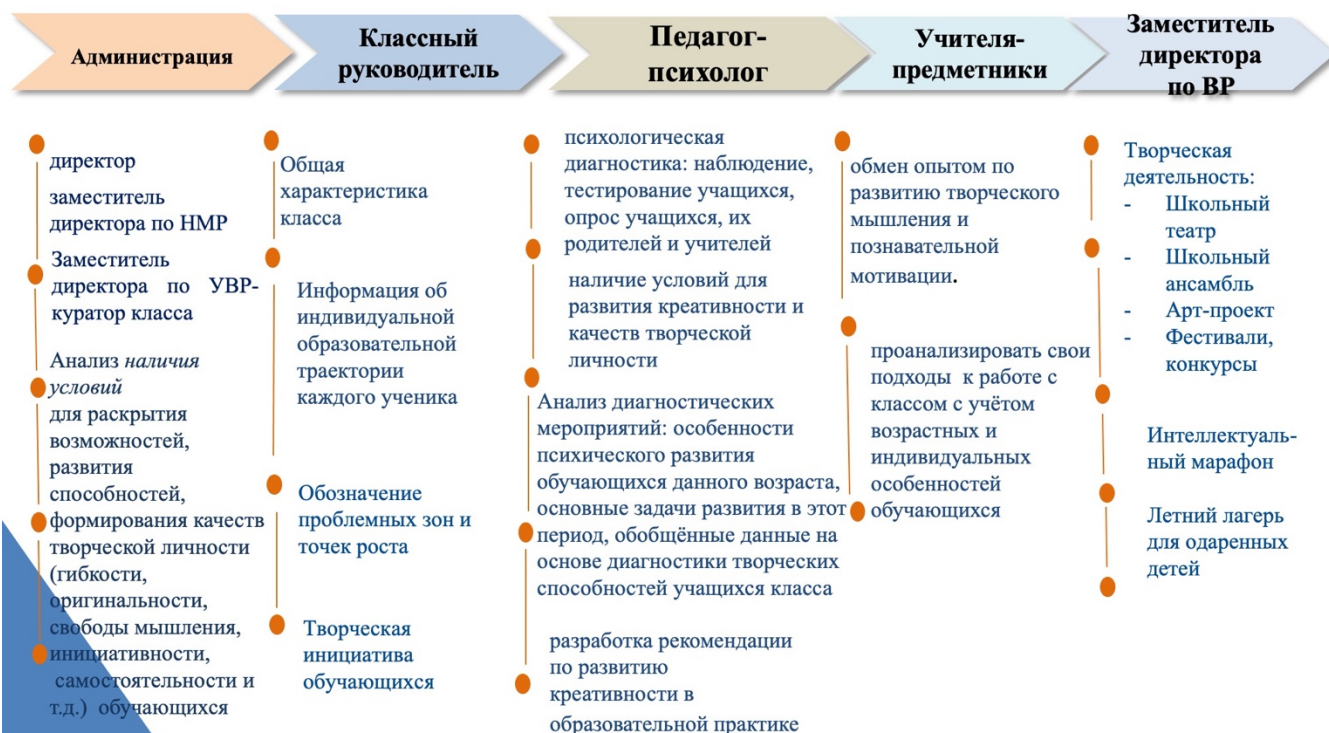 Администрация
Классный
руководитель
Педагог-
психолог
Учителя-
предметники
Заместитель
директора
по ВР
директор
заместитель
директора по НМР
Заместитель
директора по УВР-
куратор класса
Анализ наличия
условий
для раскрытия
возможностей,
развития
способностей,
формирования качеств
творческой личности
(гибкости,
оригинальности,
свободы мышления,
инициативности,
самостоятельности и
т.д.) обучающихся
Общая
характеристика
класса
Информация об
индивидуальной
образовательной
траектории
каждого ученика
Обозначение
проблемных зон и
точек роста
Творческая
инициатива
обучающихся
психологическая
диагностика: наблюдение,
тестирование учащихся,
опрос учащихся, их
родителей и учителей
наличие условий для
развития креативности и
качеств творческой
личности
Анализ диагностических
мероприятий: особенности
психического развития
обучающихся данного возраста,
основные задачи развития в этот
период, обобщённые данные на
основе диагностики творческих
способностей учащихся класса
разработка рекомендации
по развитию
креативности в
образовательной практике
обмен опытом по
развитию творческого
мышления и
познавательной
мотивации.
проанализировать свои
подходы к работе с
классом с учётом
возрастных и
индивидуальных
особенностей
обучающихся
Творческая
деятельность:
- Школьный
театр
- Школьный
ансамбль
- Арт-проект
- Фестивали,
конкурсы
Интеллектуаль-
ный марафон
Летний лагерь
для одаренных
детей